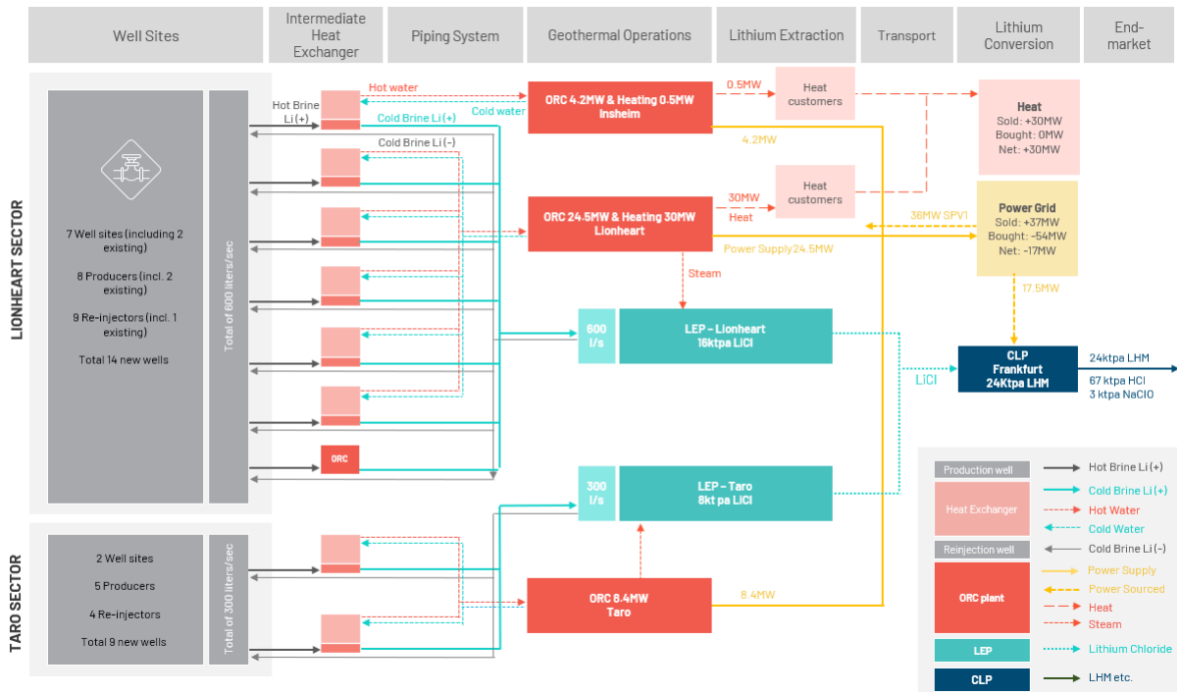 Well Sites
Intermediate
Heat
Exchanger
Piping System
Geothermal Operations
Lithium Extraction
Transport
Lithium
Conversion
End-
market
LIONHEART SECTOR
7 Well sites (including 2
existing)
8 Producers (incl. 2
existing)
9 Re-injectors (incl. 1
existing)
Total 14 new wells
Total of 600 liters/sec
Hot Brine
Li (+)
Hot water
Cold water
Cold Brine Li (+)
Cold Brine Li (-)
ORC
ORC 4.2MW & Heating 0.5MW
Insheim
0.5MW
Heat
customers
4.2MW
ORC 24.5MW & Heating 30MW
Lionheart
30MW
Heat
Heat
customers
Power Supply 24.5MW
Steam
36MW SPV1
Heat
Sold: +30MW
Bought: 0MW
Net: +30MW
Power Grid
Sold: +37MW
Bought: -54MW
Net: -17MW
17.5MW
600
l/s
LEP – Lionheart
16ktpa LiCl
LiCl
CLP
Frankfurt
24Ktpa LHM
24ktpa LHM
67 ktpa HCl
3 ktpa NaClO
300
l/s
LEP – Taro
8kt pa LiCl
TARO SECTOR
2 Well sites
5 Producers
4 Re-injectors
Total 9 new wells
Total of 300 liters/sec
ORC 8.4MW
Taro
8.4MW
Production well
Heat Exchanger
Reinjection well
ORC plant
LEP
CLP
Hot Brine Li (+)
Cold Brine Li (+)
Hot Water
Cold Water
Cold Brine Li (-)
Power Supply
Power Sourced
Heat
Steam
Lithium Chloride
LHM etc.